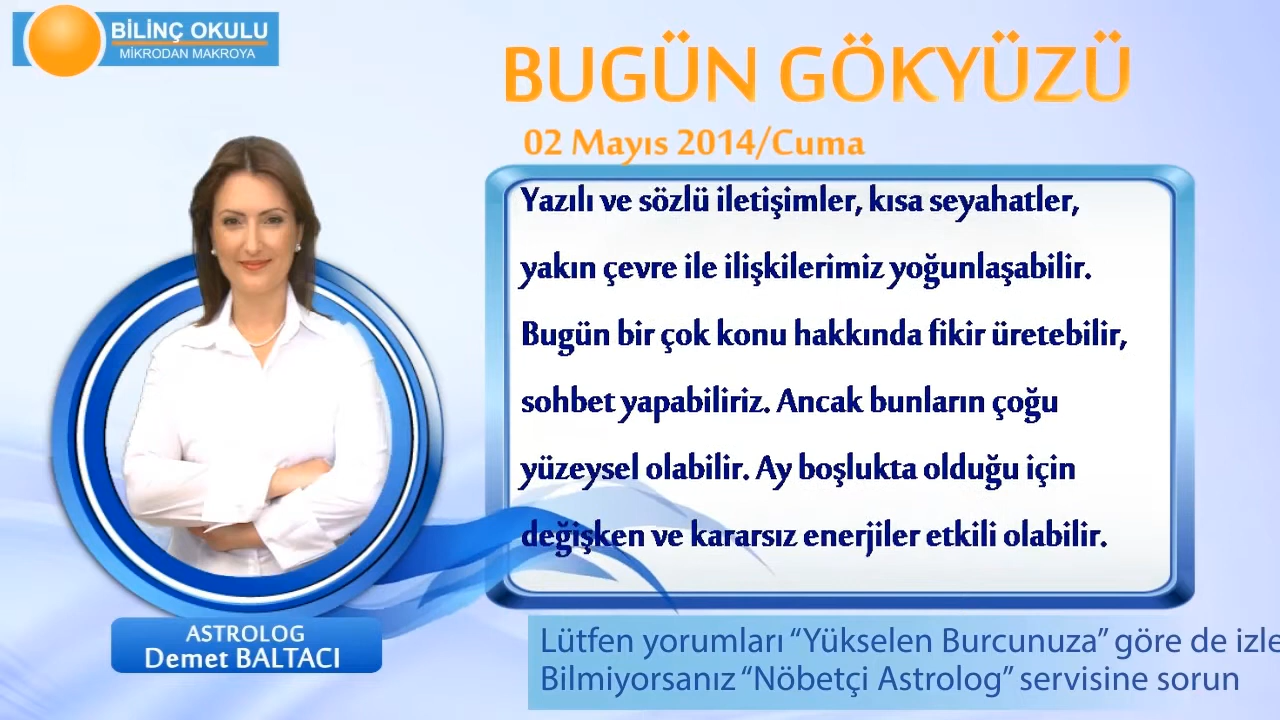 BİLİNÇ OKULU
MİKRODAN MAKROYA
BUGÜN GÖKYÜZÜ
02 Mayıs 2014/Cuma
Yazılı ve sözlü iletişimler, kısa seyahatler,
yakın çevre ile ilişkilerimiz yoğunlaşabilir.
Bugün bir çok konu hakkında fikir üretebilir,
sohbet yapabiliriz. Ancak bunların çoğu
yüzeysel olabilir. Ay boşlukta olduğu için
değişken ve kararsız enerjiler etkili olabilir.
ASTROLOG
Demet BALTACI
Lütfen yorumları “Yükselen Burcunuza” göre de izle
Bilmiyorsanız “Nöbetçi Astrolog” servisine sorun